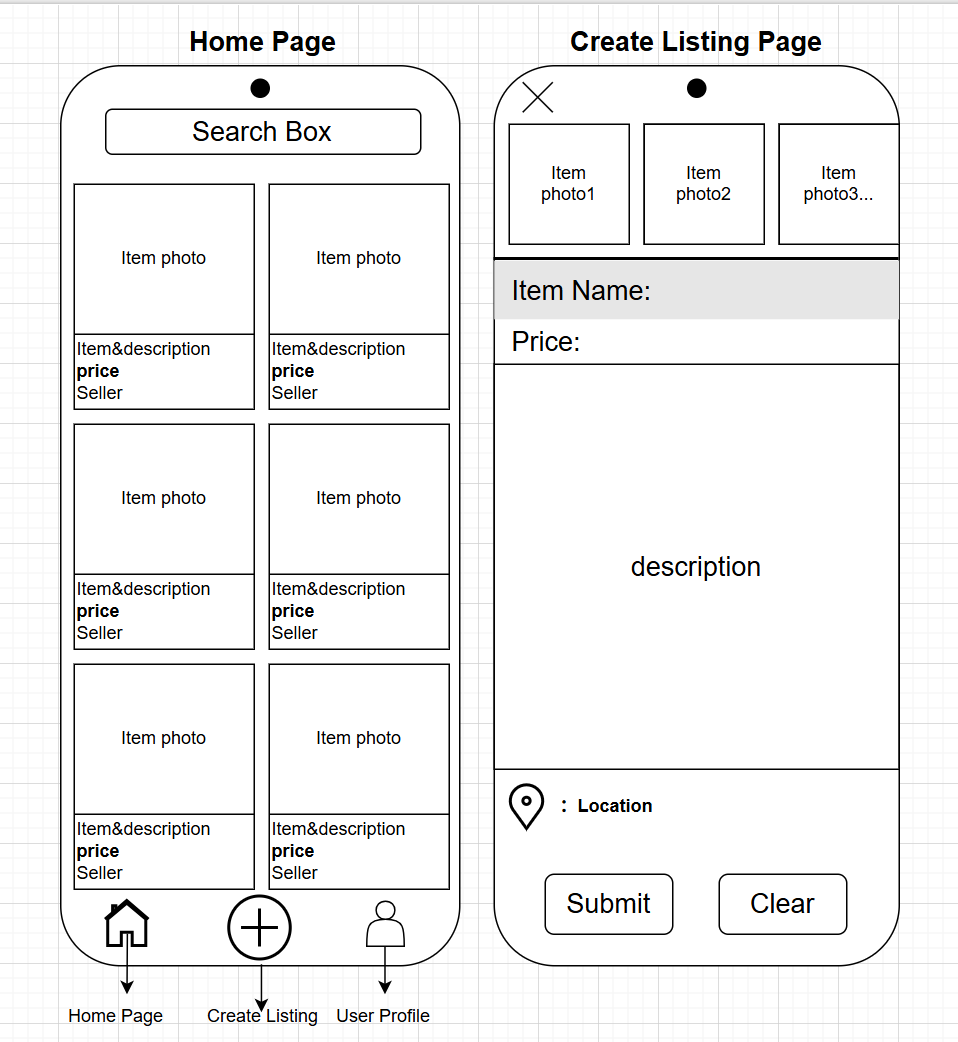 Home Page
Search Box
Item photo
Item photo
Item&description
price
Seller
Item&description
price
Seller
Item photo
Item photo
Item&description
price
Seller
Item&description
price
Seller
Item photo
Item photo
Item&description
price
Seller
Item&description
price
Seller
Home Page
Create Listing
User Profile
Create Listing Page
Item
photo1
Item
photo2
Item
photo3...
Item Name:
Price:
description
: Location
Submit
Clear